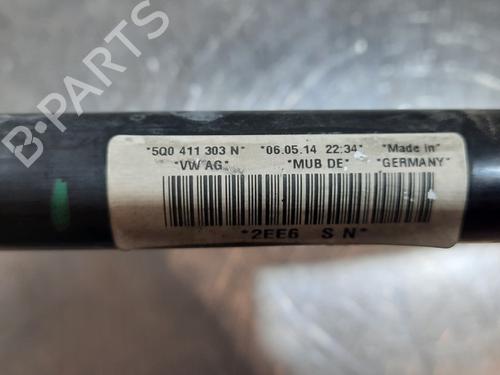 *5Q0 411 303 N* *06.05.14 22:34* *Made in*
*VW AG* *MUB DE* *GERMANY*
*2EE6 S N*
B-PARTS